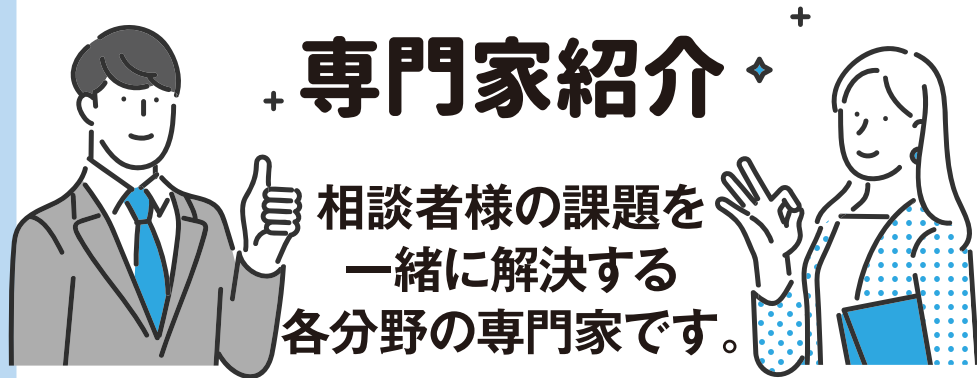 専門家紹介
相談者様の課題を
一緒に解決する
各分野の専門家です。